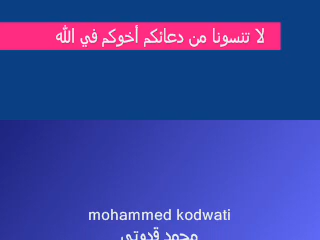 لا تنسونا من دعائكم أخوكم في الله
mohammed kodwati
محمد قدوتي